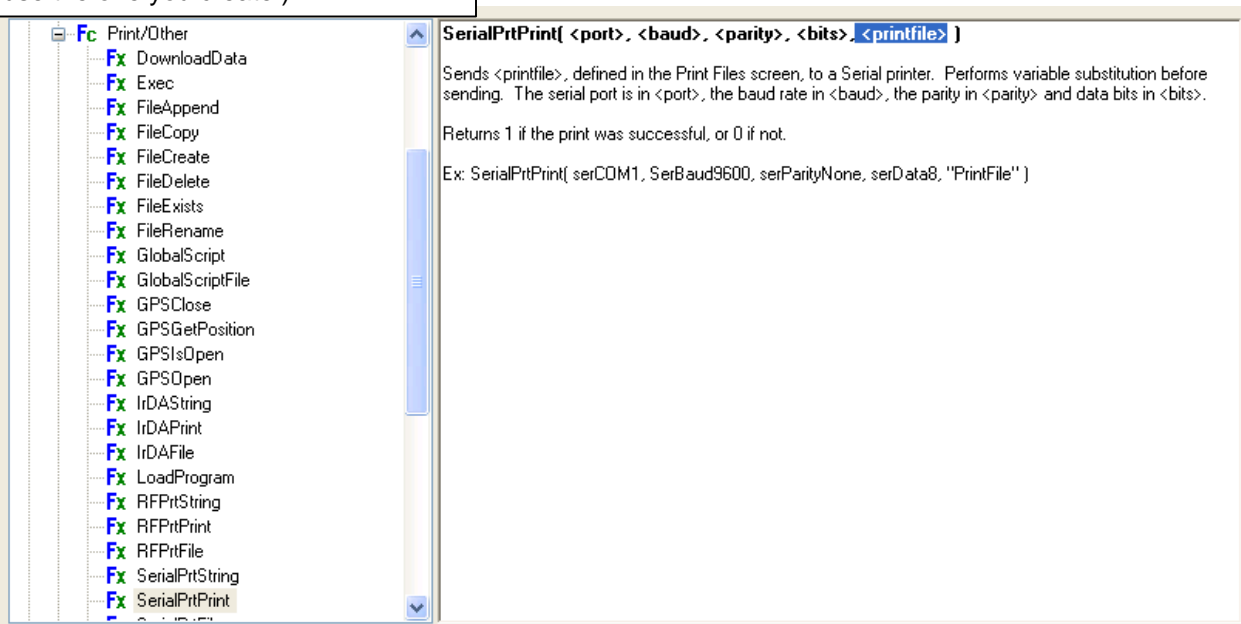 Print/Other
DownloadData
Exec
FileAppend
FileCopy
FileCreate
FileDelete
FileExists
FileRename
GlobalScript
GlobalScriptFile
GPSClose
GPSGetPosition
GPSIsOpen
GPSOpen
IrDAString
IrDAPrint
IrDAFile
LoadProgram
RFPrtString
RFPrtPrint
RFPrtFile
SerialPrtString
SerialPrtPrint
SerialPrtPrint( <port>, <baud>, <parity>, <bits>, <printfile> )
Sends <printfile>, defined in the Print Files screen, to a Serial printer. Performs variable substitution before
sending. The serial port is in <port>, the baud rate in <baud>, the parity in <parity> and data bits in <bits>.
Returns 1 if the print was successful, or 0 if not.
Ex: SerialPrtPrint( serCOM1, SerBaud9600, serParityNone, serData8, "PrintFile" )